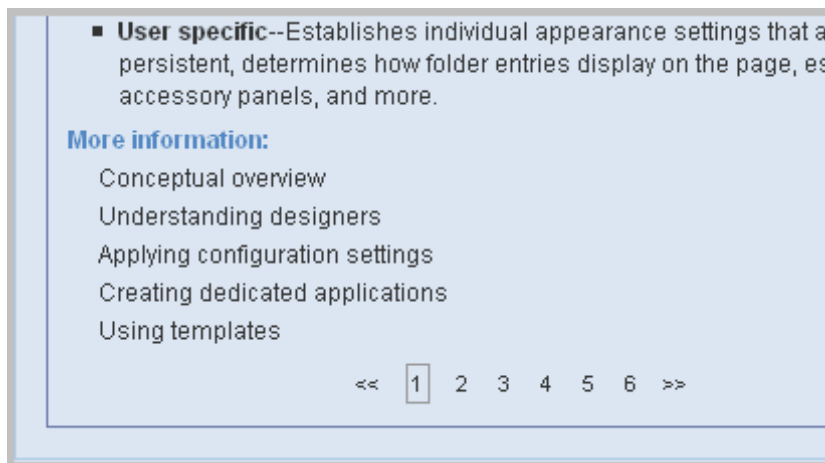 ▪ User specific--Establishes individual appearance settings that
persistent, determines how folder entries display on the page,
accessory panels, and more.
More information:
Conceptual overview
Understanding designers
Applying configuration settings
Creating dedicated applications
Using templates
<< 1 2 3 4 5 6 >>